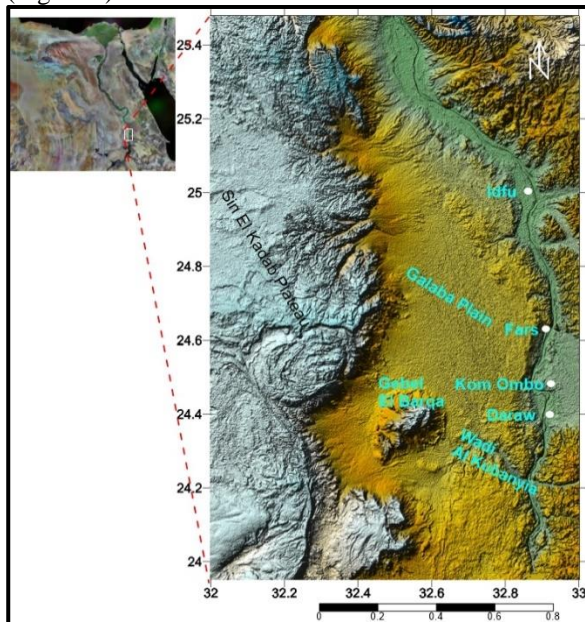 25.4
N
25.2
25
Idfu
Sin El Kadab Plateau
24.8
Galaba Plain
Fars
24.6
Gebel
El Barqa
Kom Ombo
24.4
Daraw
Wadi
Al Kubanyia
24.2
24
32 32.2 32.4 32.6 32.8 33
0 0.2 0.4 0.6 0.8